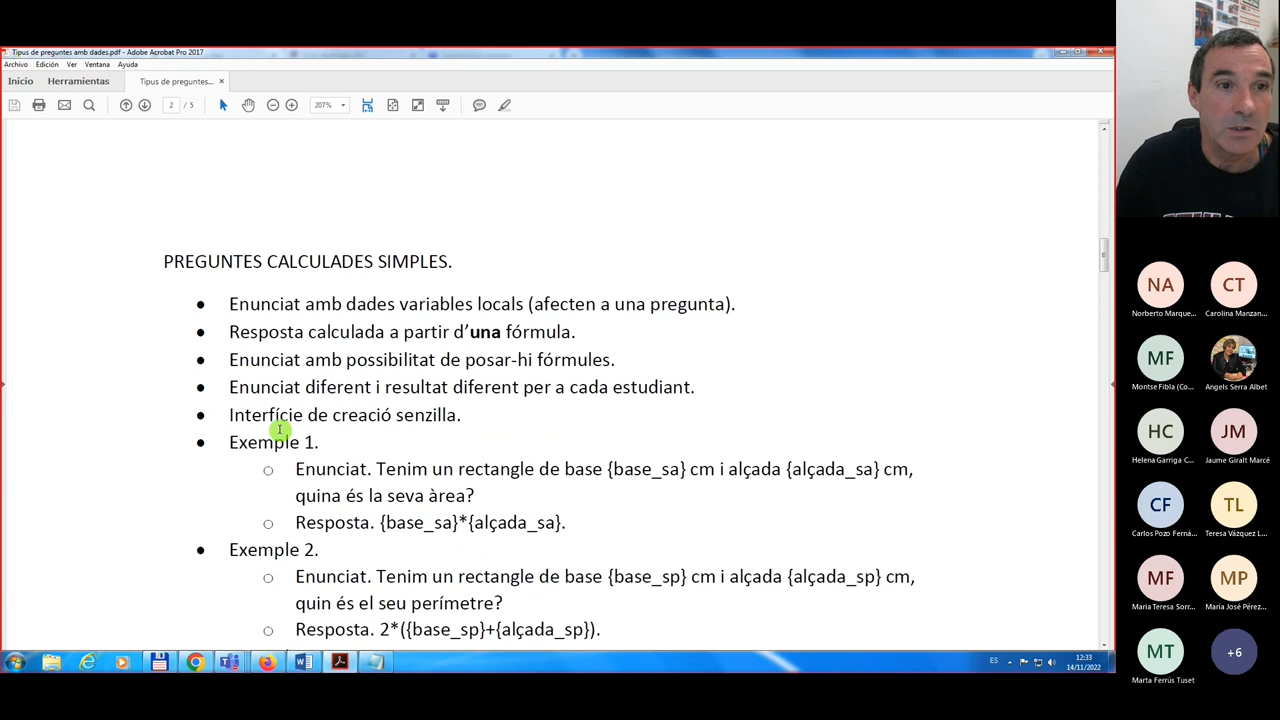 Tipus de preguntes amb dades.pdf - Adobe Acrobat Pro 2017
Archivo Edición Ver Ventana Ayuda
Inicio Herramientas Tipus de preguntes... ×
2 / 5 207%
PREGUNTES CALCULADES SIMPLES.
• Enunciat amb dades variables locals (afecten a una pregunta).
• Resposta calculada a partir d'una fórmula.
• Enunciat amb possibilitat de posar-hi fórmules.
• Enunciat diferent i resultat diferent per a cada estudiant.
• Interfície de creació senzilla.
• Exemple 1.
○ Enunciat. Tenim un rectangle de base {base_sa} cm i alçada {alçada_sa} cm,
quina és la seva àrea?
○ Resposta. {base_sa}*{alçada_sa}.
• Exemple 2.
○ Enunciat. Tenim un rectangle de base {base_sp} cm i alçada {alçada_sp} cm,
quin és el seu perímetre?
○ Resposta. 2*({base_sp}+{alçada_sp}).
ES
12:33
14/11/2022
NA CT
Norberto Marque... Carolina Manzan...
MF
Montse Fibla (Co... Angels Serra Albet
HC JM
Helena Garriga C... Jaume Giralt Marcé
CF TL
Carlos Pozo Ferná... Teresa Vázquez L...
MF MP
Maria Teresa Sorr... María José Pérez...
MT +6
Marta Ferrús Tuset